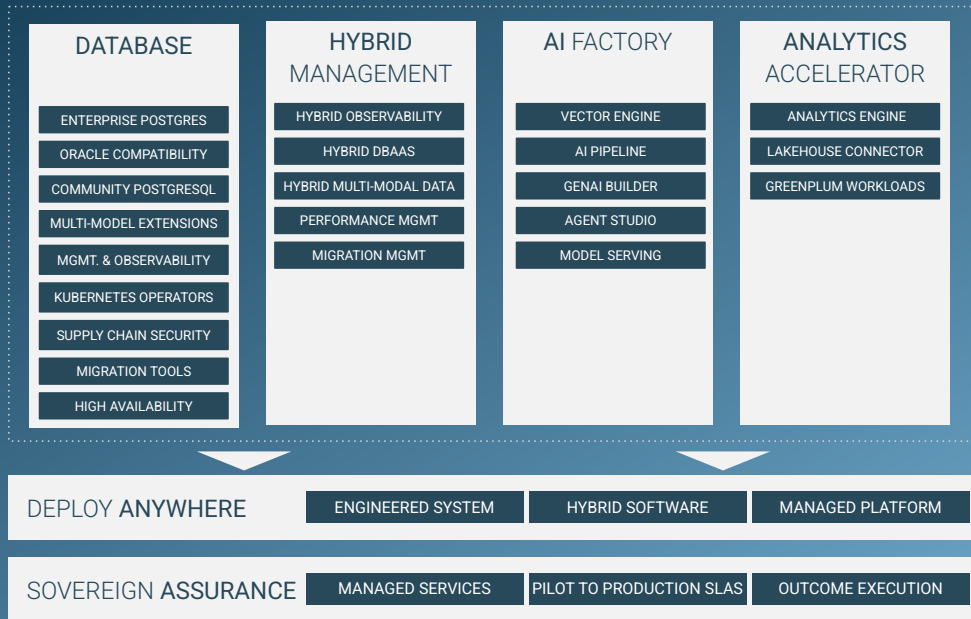 DATABASE
ENTERPRISE POSTGRES
ORACLE COMPATIBILITY
COMMUNITY POSTGRESQL
MULTI-MODEL EXTENSIONS
MGMT. & OBSERVABILITY
KUBERNETES OPERATORS
SUPPLY CHAIN SECURITY
MIGRATION TOOLS
HIGH AVAILABILITY
HYBRID
MANAGEMENT
HYBRID OBSERVABILITY
HYBRID DBAAS
HYBRID MULTI-MODAL DATA
PERFORMANCE MGMT
MIGRATION MGMT
AI FACTORY
VECTOR ENGINE
AI PIPELINE
GENAI BUILDER
AGENT STUDIO
MODEL SERVING
ANALYTICS
ACCELERATOR
ANALYTICS ENGINE
LAKEHOUSE CONNECTOR
GREENPLUM WORKLOADS
DEPLOY ANYWHERE
ENGINEERED SYSTEM
HYBRID SOFTWARE
MANAGED PLATFORM
SOVEREIGN ASSURANCE
MANAGED SERVICES
PILOT TO PRODUCTION SLAS
OUTCOME EXECUTION